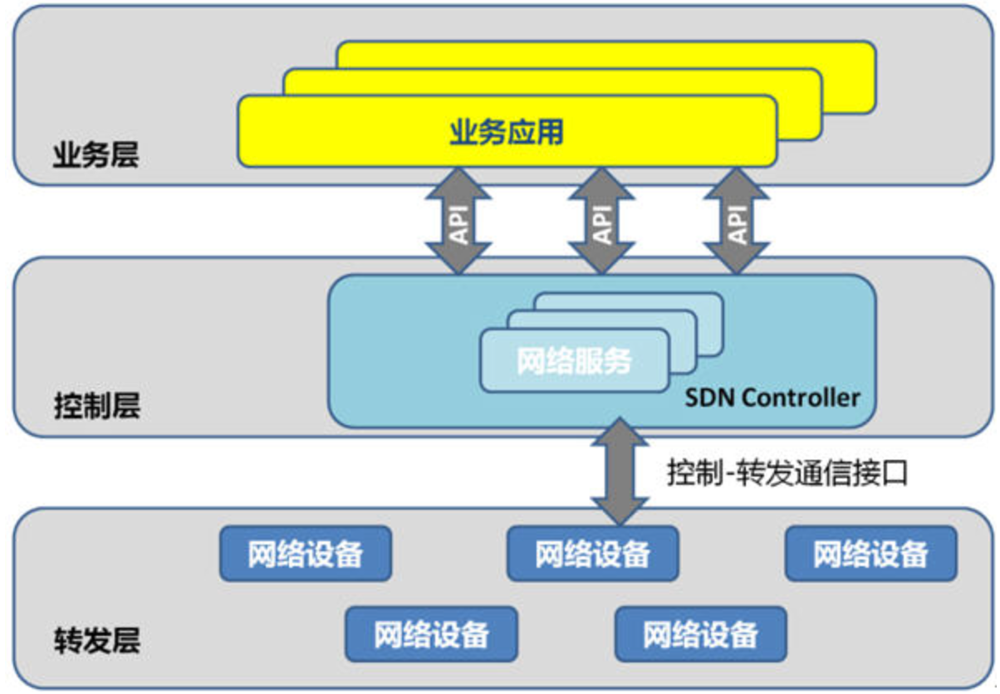 业务应用
业务层
API
API
API
网络服务
SDN Controller
控制层
控制-转发通信接口
网络设备
网络设备
网络设备
网络设备
网络设备
转发层